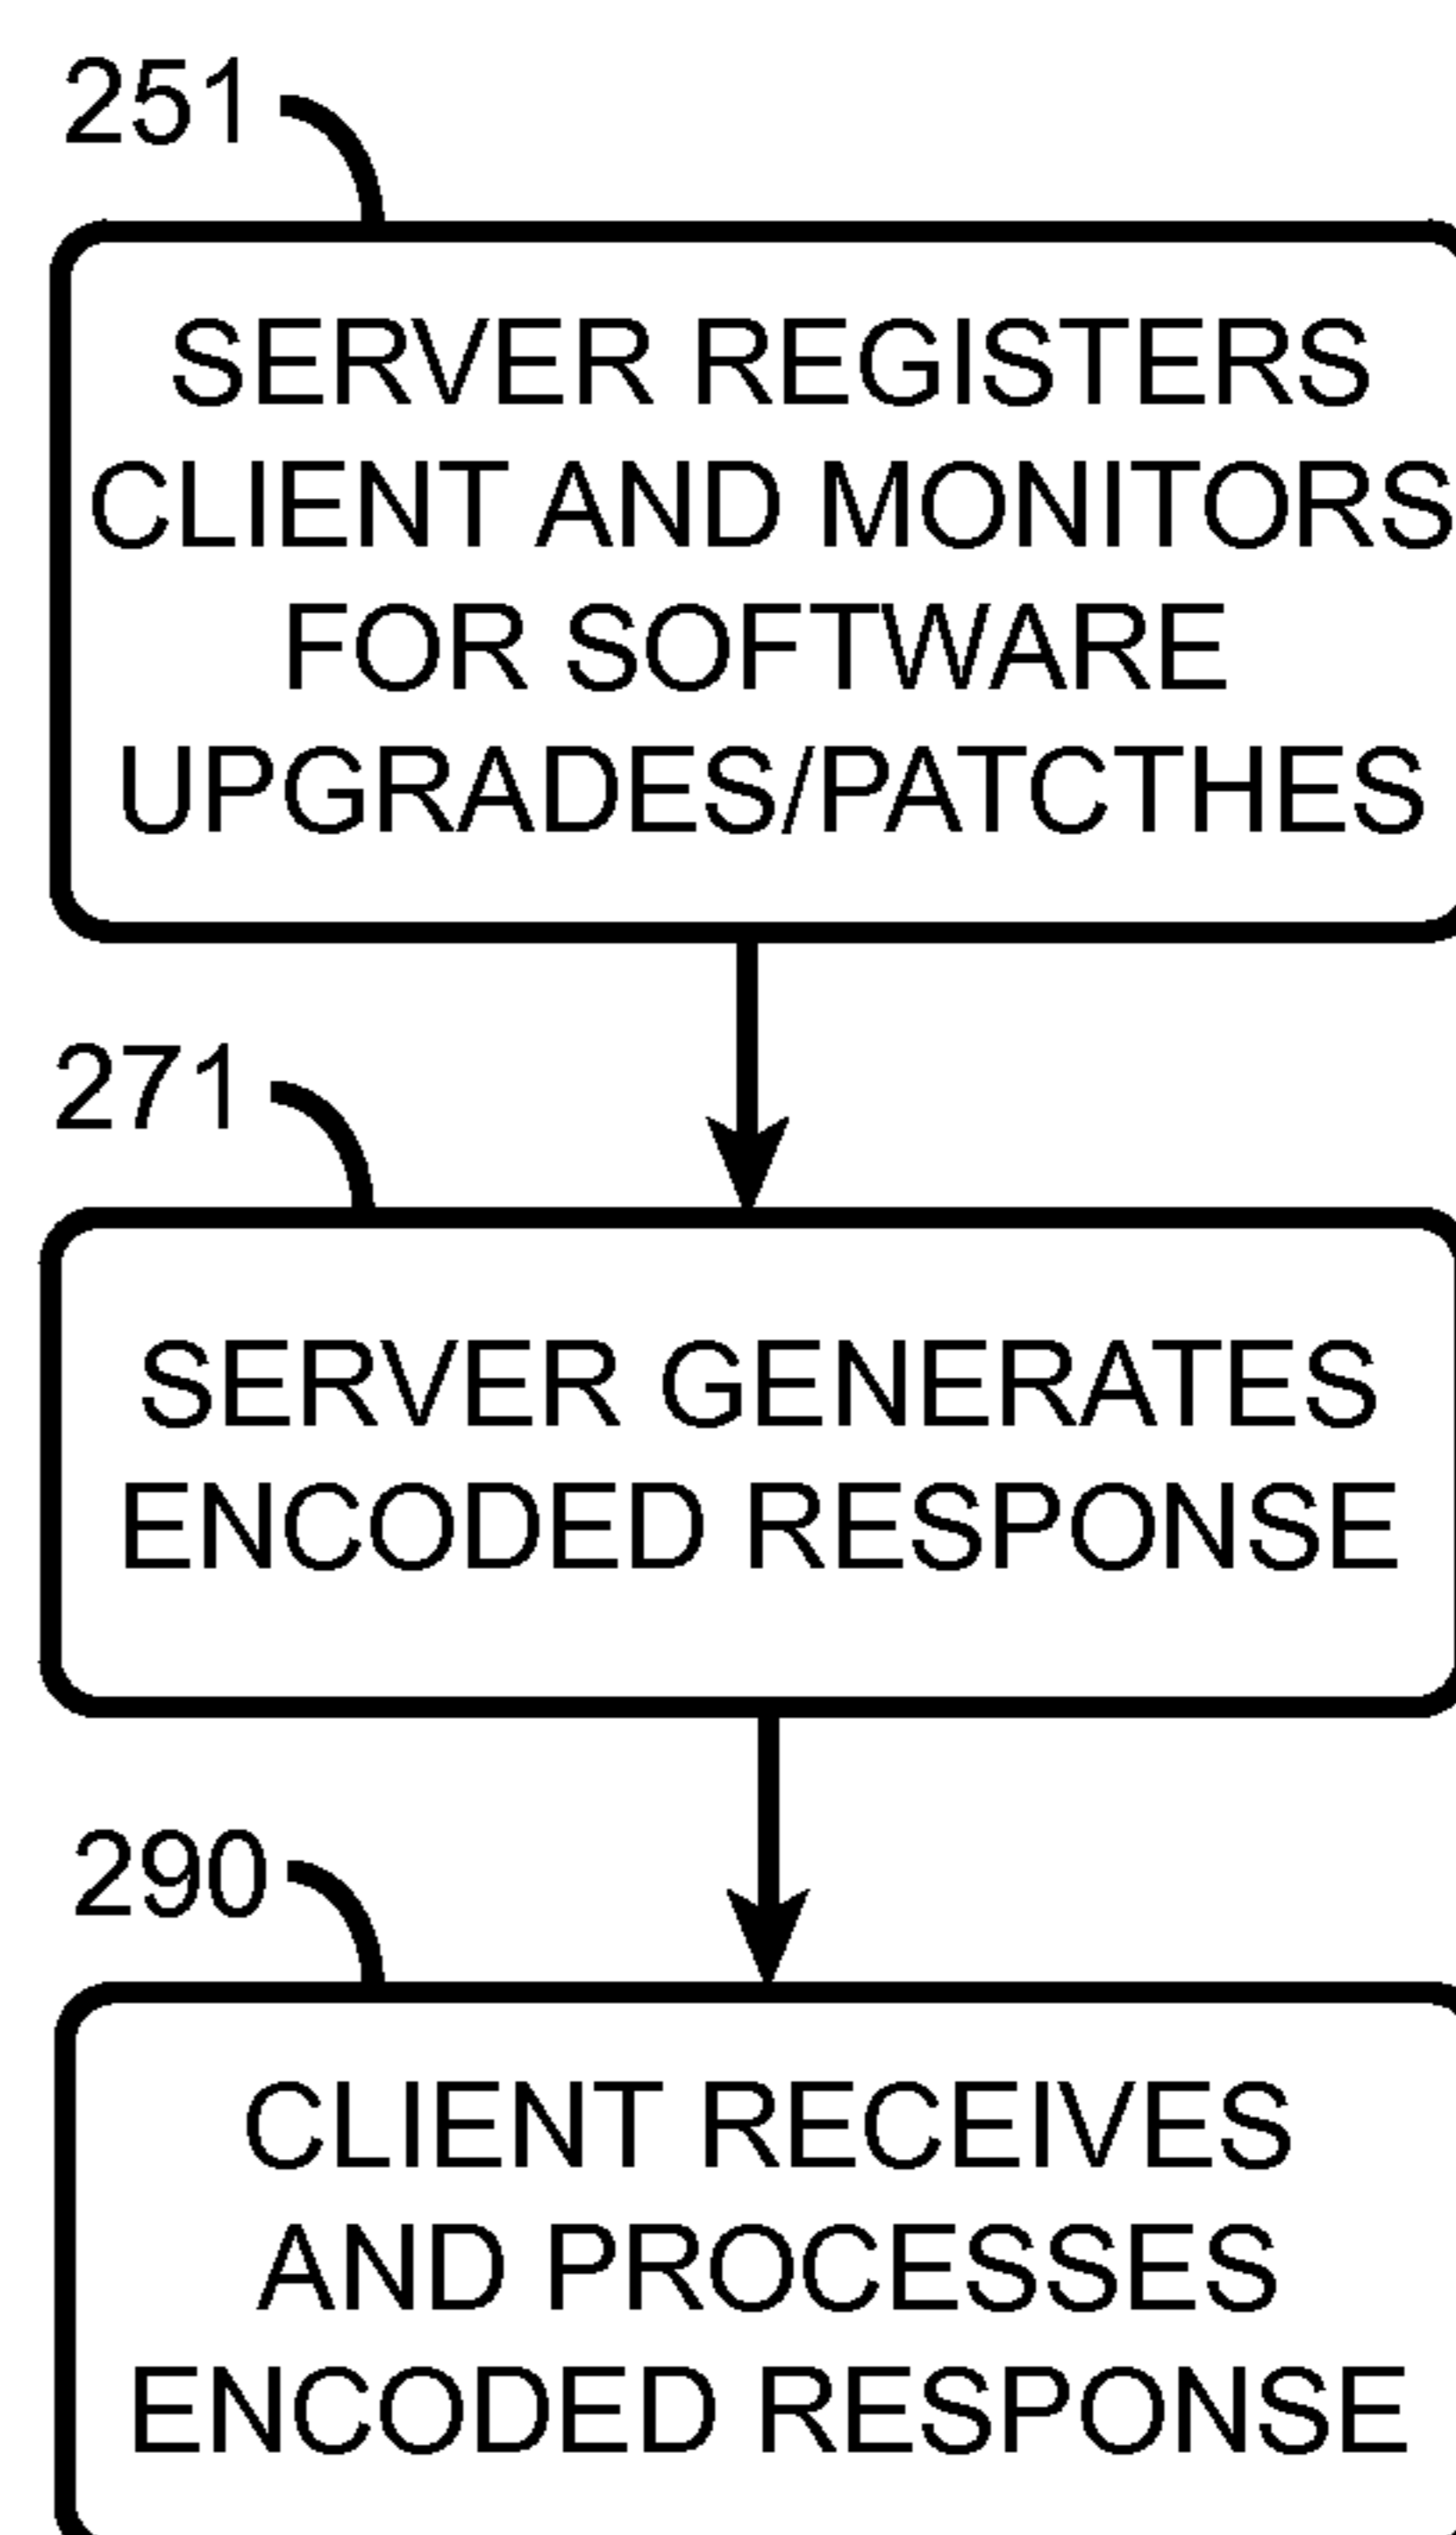 251
SERVER REGISTERS
CLIENT AND MONITORS
FOR SOFTWARE
UPGRADES/PATCTHES
271
SERVER GENERATES
ENCODED RESPONSE
290
CLIENT RECEIVES
AND PROCESSES
ENCODED RESPONSE